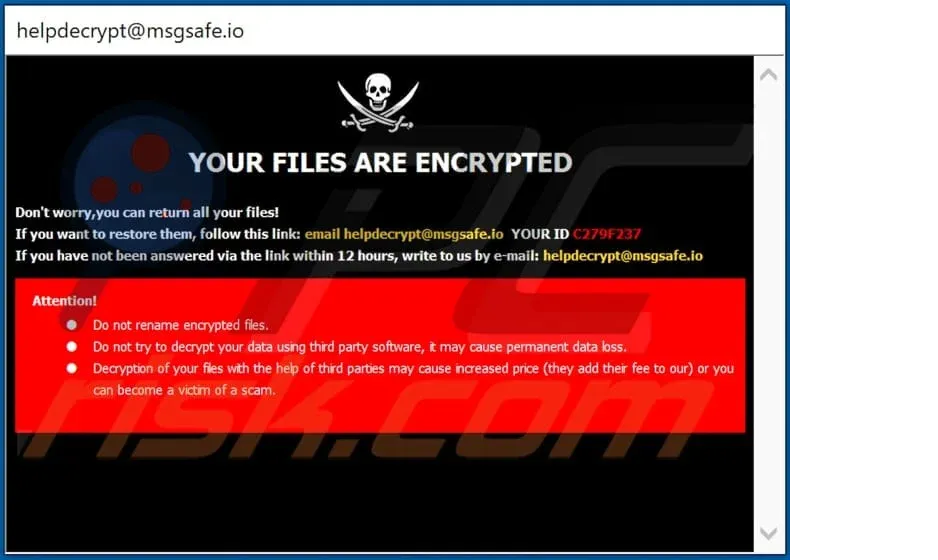 helpdecrypt@msgsafe.io
YOUR FILES ARE ENCRYPTED
Don't worry,you can return all your files!
If you want to restore them, follow this link: email helpdecrypt@msgsafe.io YOUR ID C279F237
If you have not been answered via the link within 12 hours, write to us by e-mail: helpdecrypt@msgsafe.io
Attention!
Do not rename encrypted files.
Do not try to decrypt your data using third party software, it may cause permanent data loss.
Decryption of your files with the help of third parties may cause increased price (they add their fee to our) or you
can become a victim of a scam.
PC
risk.com